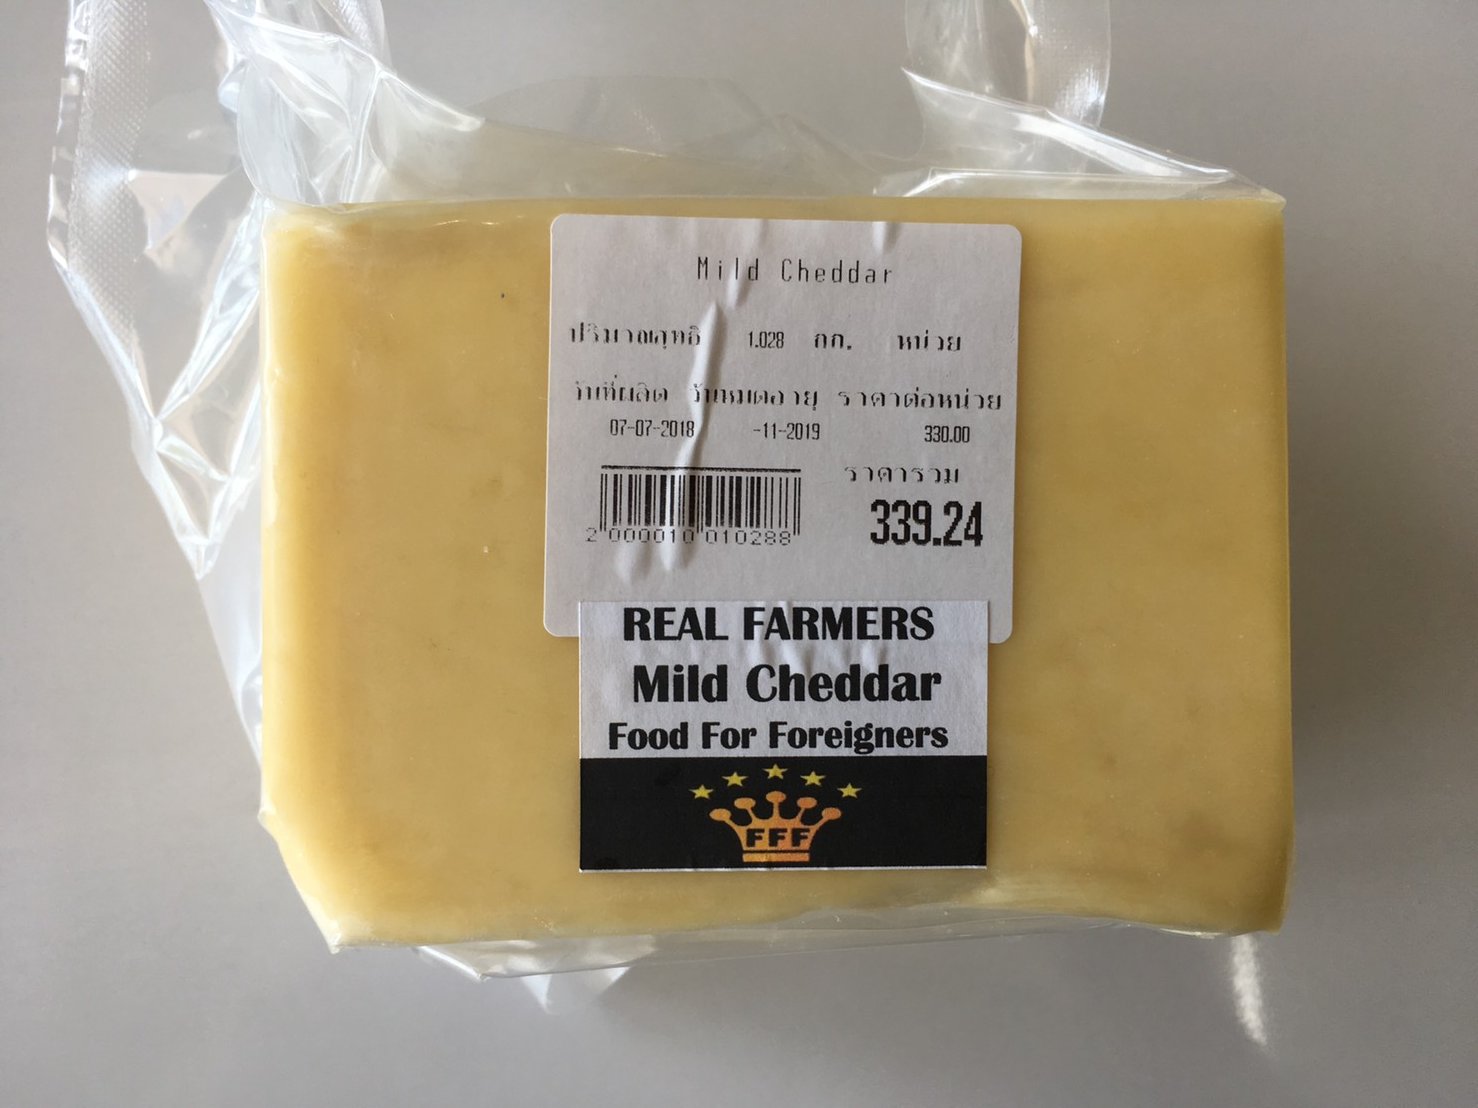 Mild Cheddar
ปริมาณสุทธิ 1.028 กก. หน่วย
วันที่ผลิต วันหมดอายุ ราคาต่อหน่วย
07-07-2018 -11-2019 330.00
ราคารวม
339.24
2 000010 010288
REAL FARMERS
Mild Cheddar
Food For Foreigners
FFF